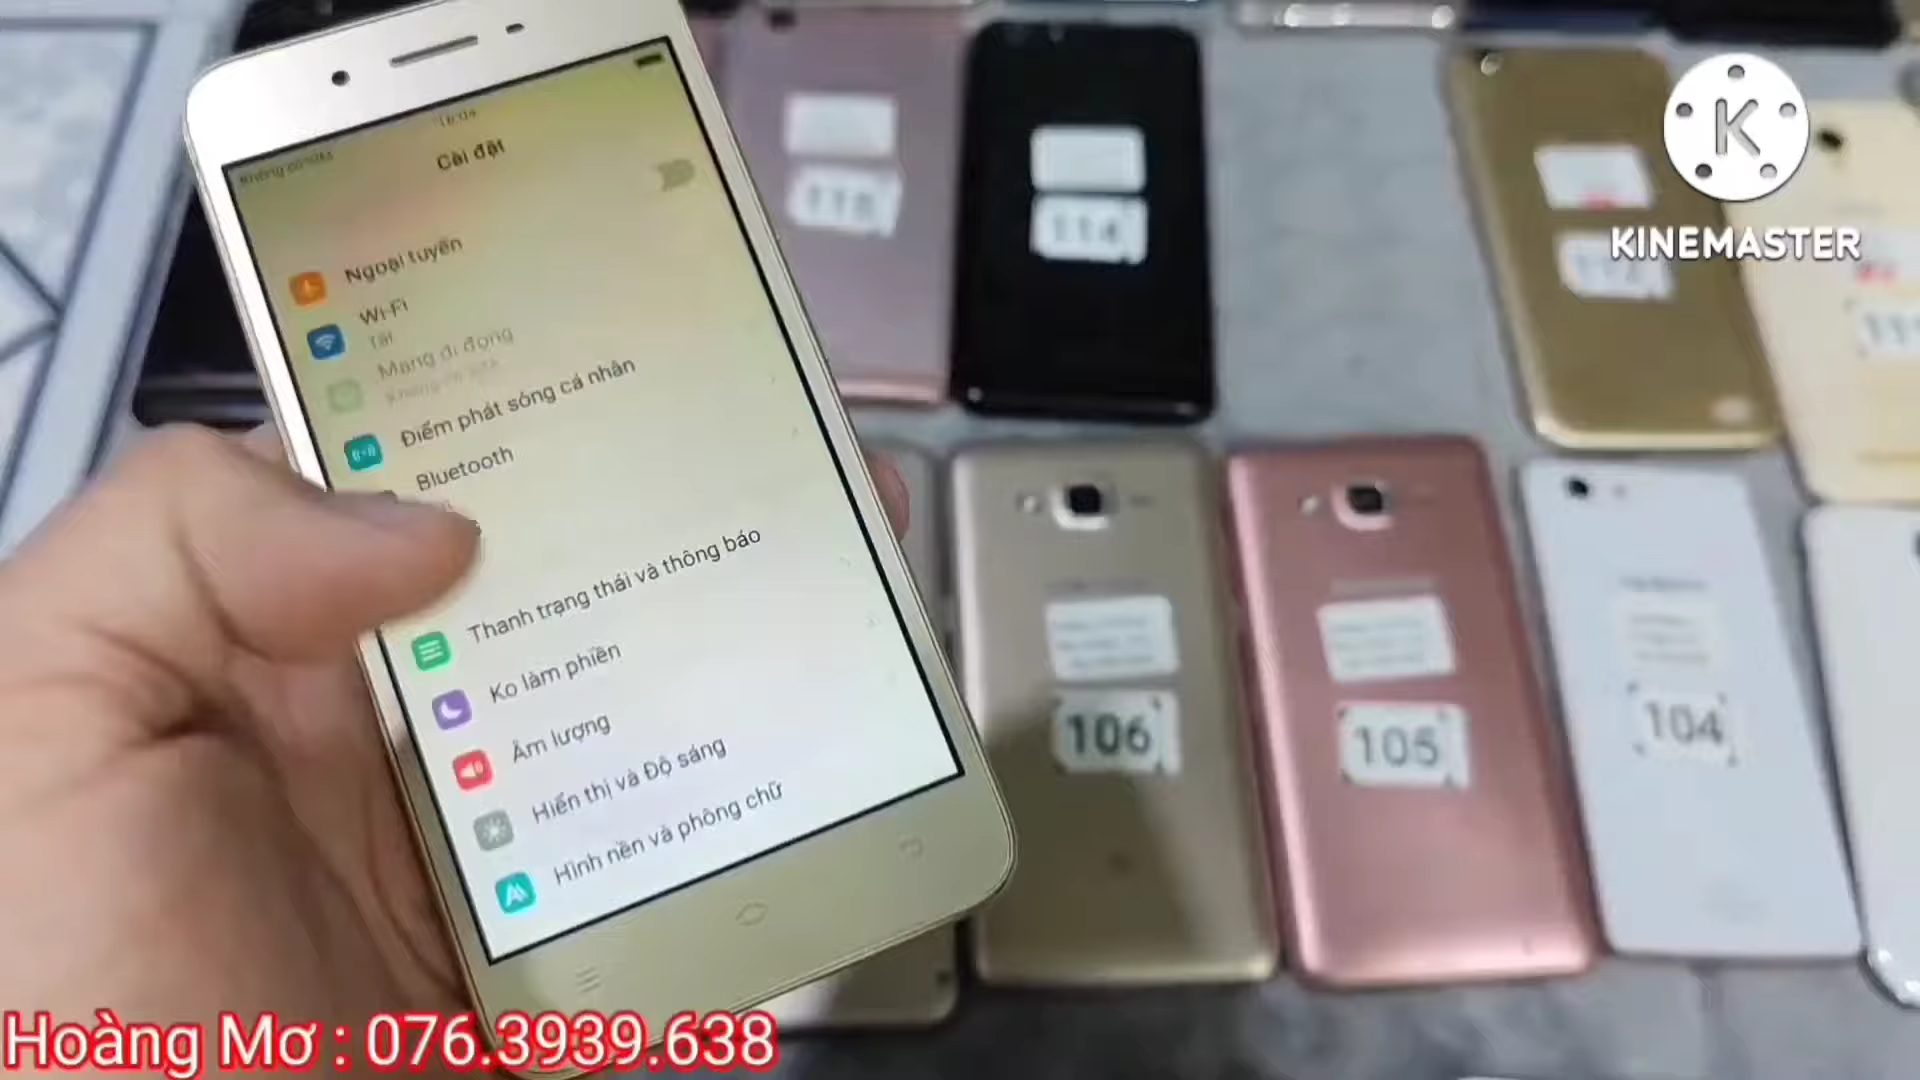 Cài đặt
Ngoại tuyến
Wi-Fi
Tắt
Mạng di động
Điểm phát sóng cá nhân
Bluetooth
Thanh trạng thái và thông báo
Ko làm phiền
Âm lượng
Hiển thị và Độ sáng
Hình nền và phông chữ
114
K
KINEMASTER
106
105
104
Hoàng Mơ : 076.3939.638